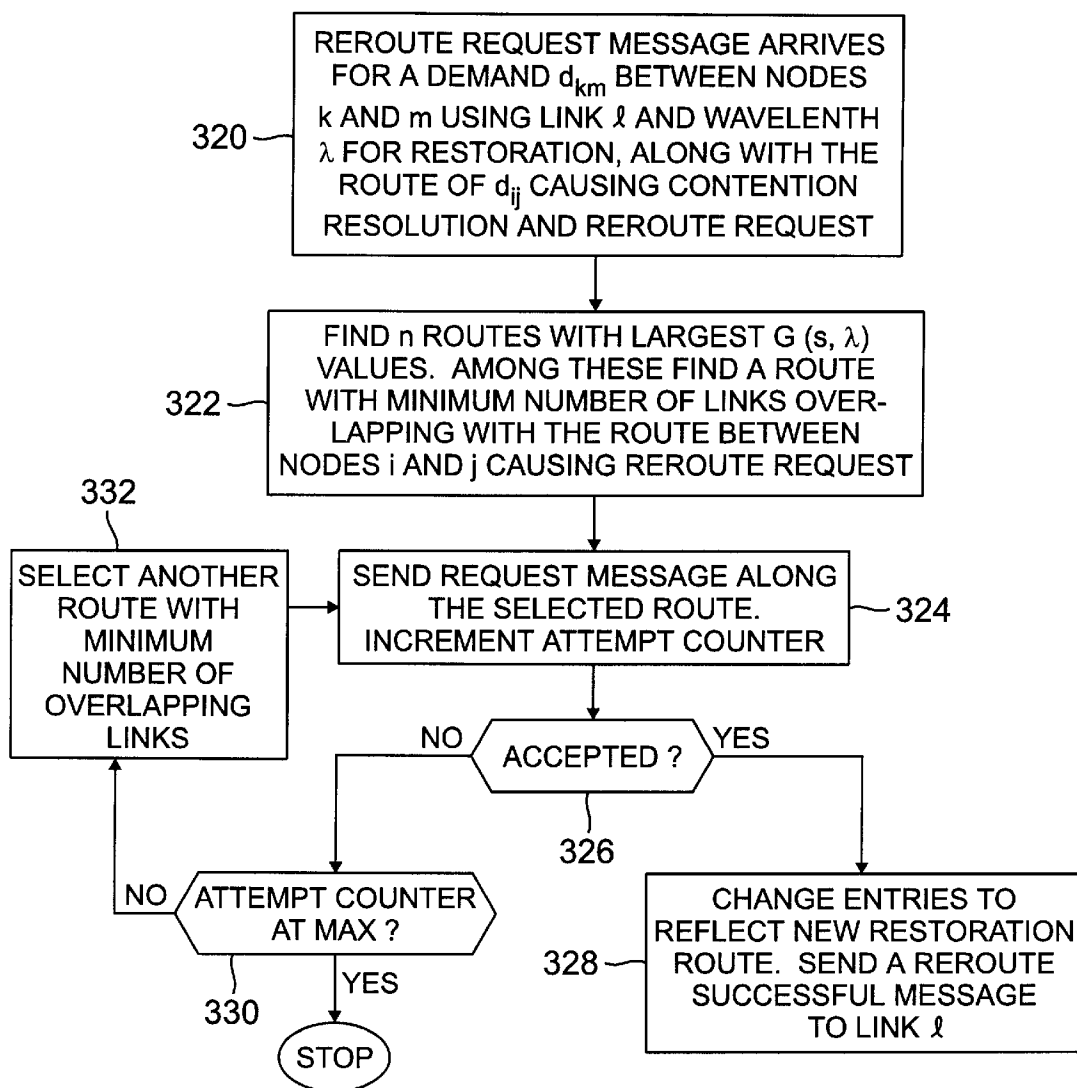 REROUTE REQUEST MESSAGE ARRIVES
FOR A DEMAND dkm BETWEEN NODES
k AND m USING LINK ℓ AND WAVELENTH
λ FOR RESTORATION, ALONG WITH THE
ROUTE OF dij CAUSING CONTENTION
RESOLUTION AND REROUTE REQUEST
320
FIND n ROUTES WITH LARGEST G (s, λ)
VALUES. AMONG THESE FIND A ROUTE
WITH MINIMUM NUMBER OF LINKS OVER-
LAPPING WITH THE ROUTE BETWEEN
NODES i AND j CAUSING REROUTE REQUEST
322
332
SELECT ANOTHER
ROUTE WITH
MINIMUM
NUMBER OF
OVERLAPPING
LINKS
SEND REQUEST MESSAGE ALONG
THE SELECTED ROUTE.
INCREMENT ATTEMPT COUNTER
324
NO
ACCEPTED ?
YES
326
NO
ATTEMPT COUNTER
AT MAX ?
330
YES
STOP
CHANGE ENTRIES TO
REFLECT NEW RESTORATION
ROUTE. SEND A REROUTE
SUCCESSFUL MESSAGE
TO LINK ℓ
328